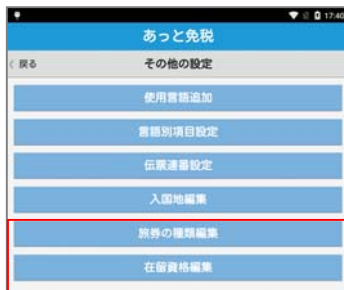 17:40
あっと免税
戻る
その他の設定
使用言語追加
言語別項目設定
伝票連番設定
入国地編集
旅券の種類編集
在留資格編集